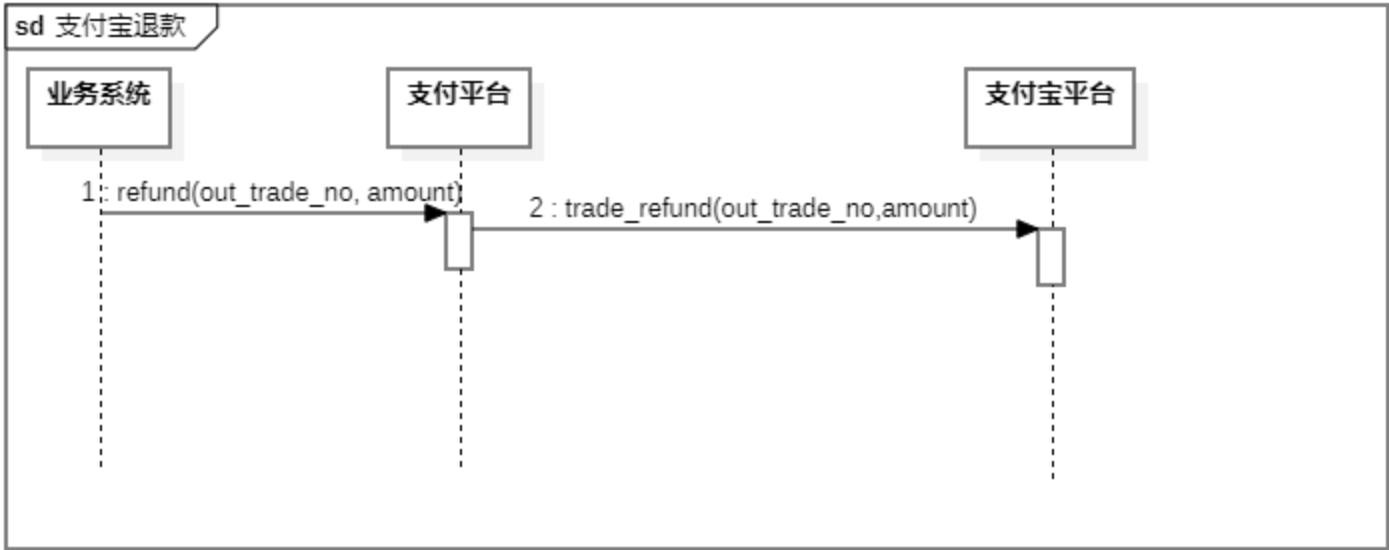 sd 支付宝退款
业务系统
支付平台
支付宝平台
1 : refund(out_trade_no, amount)
2 : trade_refund(out_trade_no,amount)